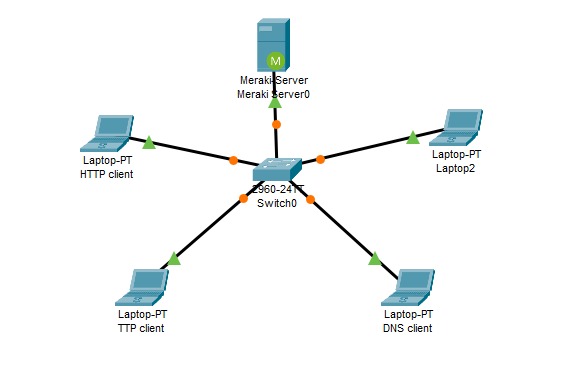 M
Meraki-Server
Meraki Server0
Laptop-PT
HTTP client
Laptop-PT
Laptop2
2960-24TT
Switch0
Laptop-PT
TTP client
Laptop-PT
DNS client